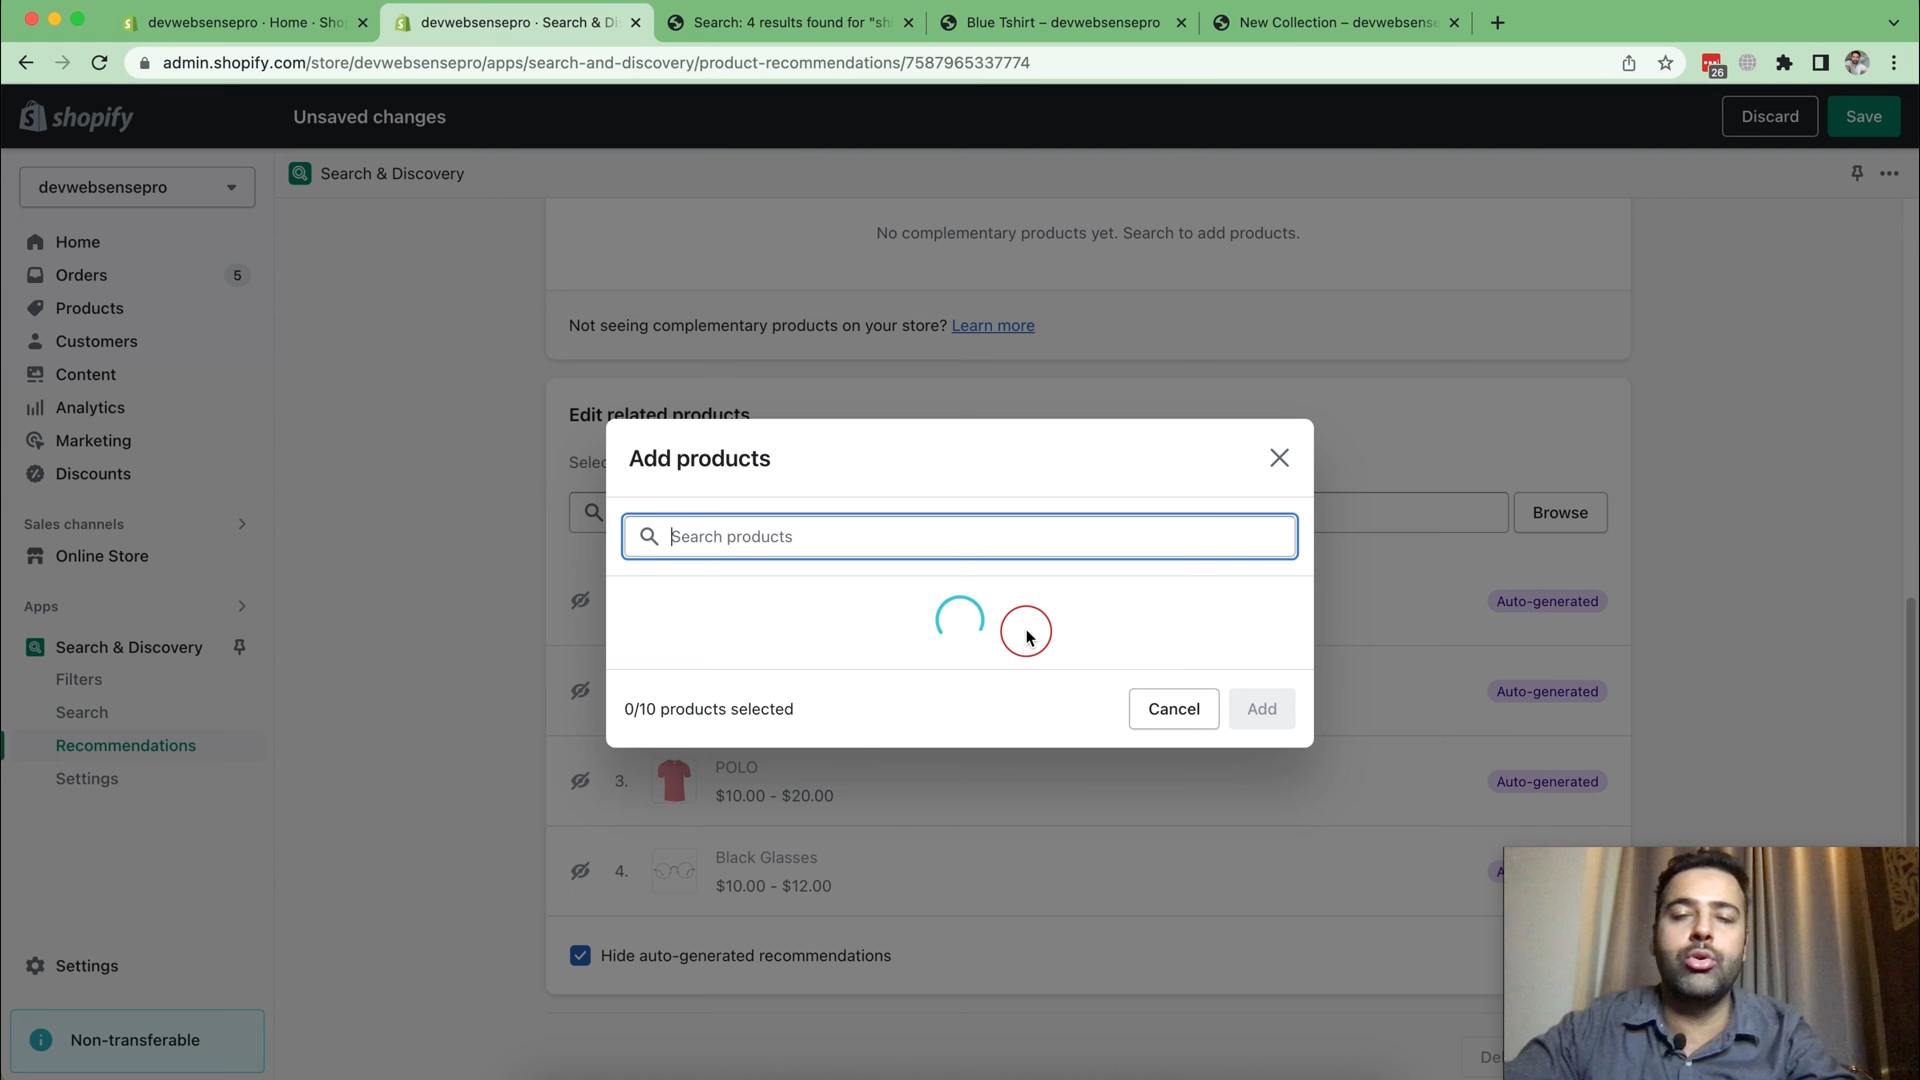 devwebsensepro · Home · Sho
devwebsensepro · Search & Di
Search: 4 results found for "shi
Blue Tshirt – devwebsensepro
New Collection – devwebsense
admin.shopify.com/store/devwebsensepro/apps/search-and-discovery/product-recommendations/7587965337774
26
shopify
Unsaved changes
Discard
Save
devwebsensepro
Search & Discovery
Home
Orders
5
Products
Customers
Content
Analytics
Marketing
Discounts
Sales channels
Online Store
Apps
Search & Discovery
Filters
Search
Recommendations
Settings
Settings
Non-transferable
No complementary products yet. Search to add products.
Not seeing complementary products on your store? Learn more
Edit related products
Selec
Browse
Auto-generated
Auto-generated
Add products
Search products
0/10 products selected
Cancel
Add
3.
POLO
$10.00 - $20.00
Auto-generated
4.
Black Glasses
$10.00 - $12.00
A
Hide auto-generated recommendations
De